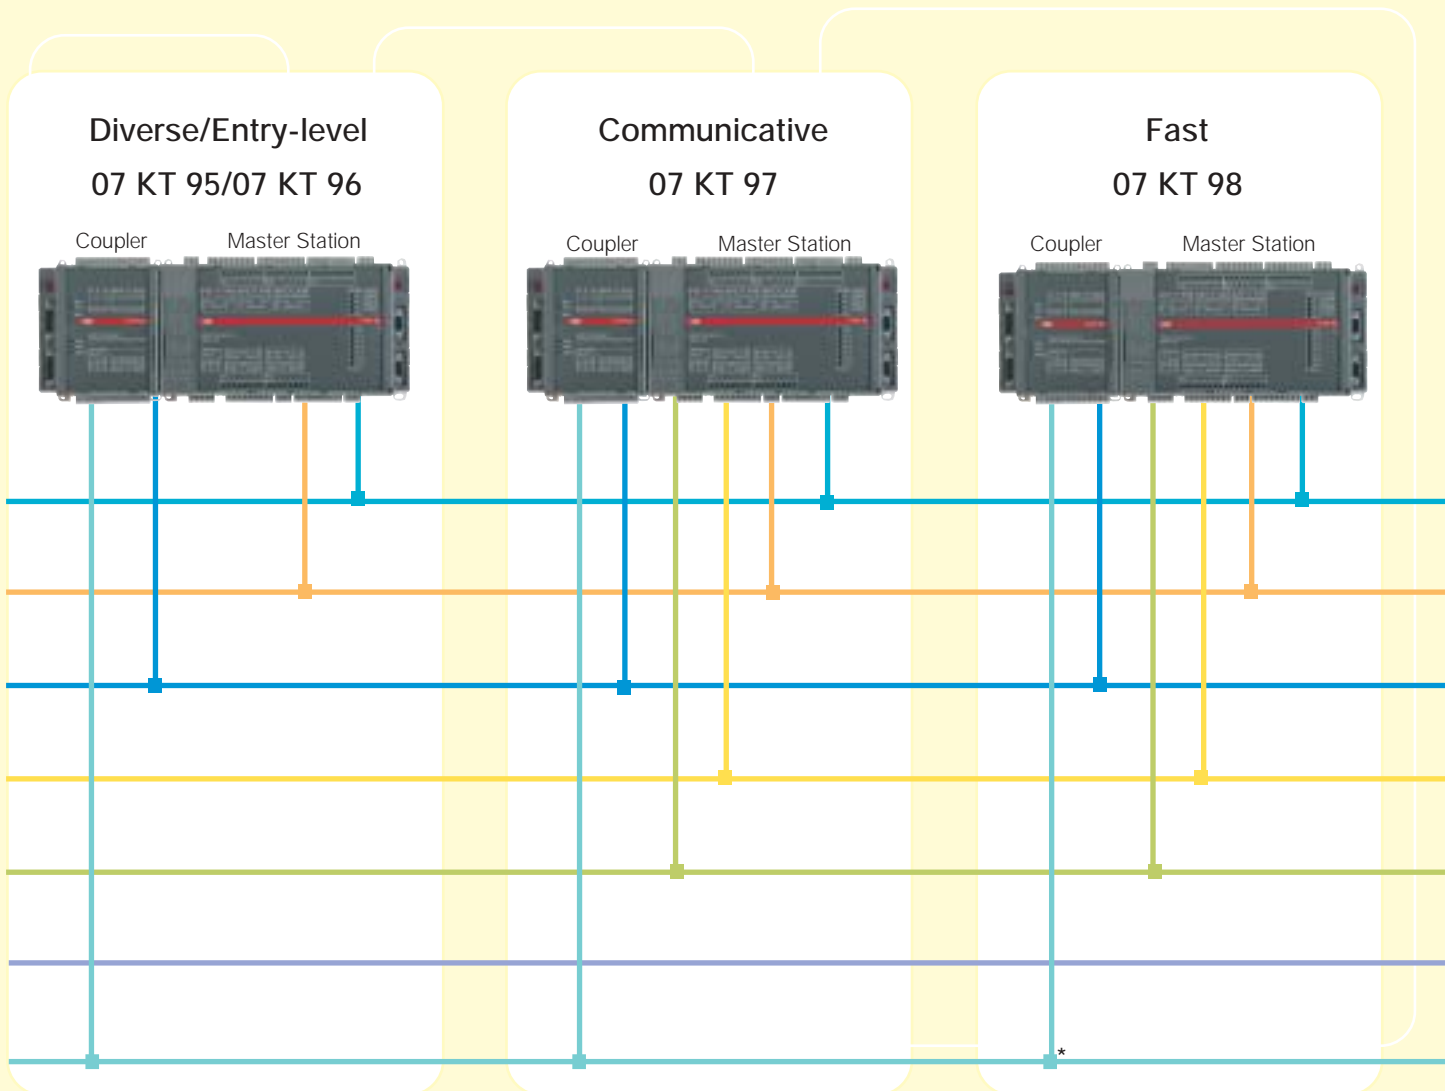 Diverse/Entry-level
07 KT 95/07 KT 96
Coupler Master Station
Communicative
07 KT 97
Coupler Master Station
Fast
07 KT 98
Coupler Master Station
*